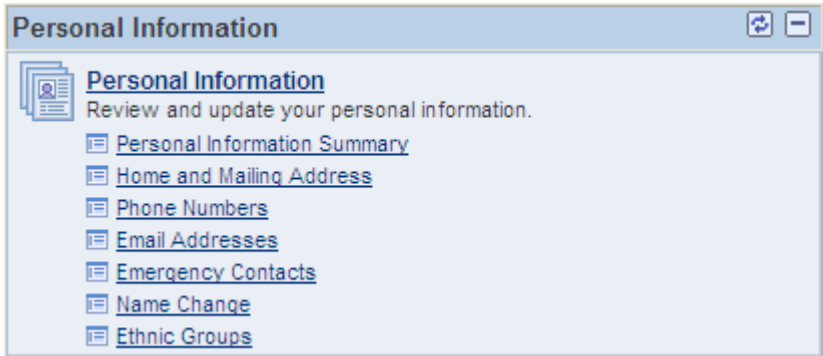 Personal Information
Personal Information
Review and update your personal information.
Personal Information Summary
Home and Mailing Address
Phone Numbers
Email Addresses
Emergency Contacts
Name Change
Ethnic Groups